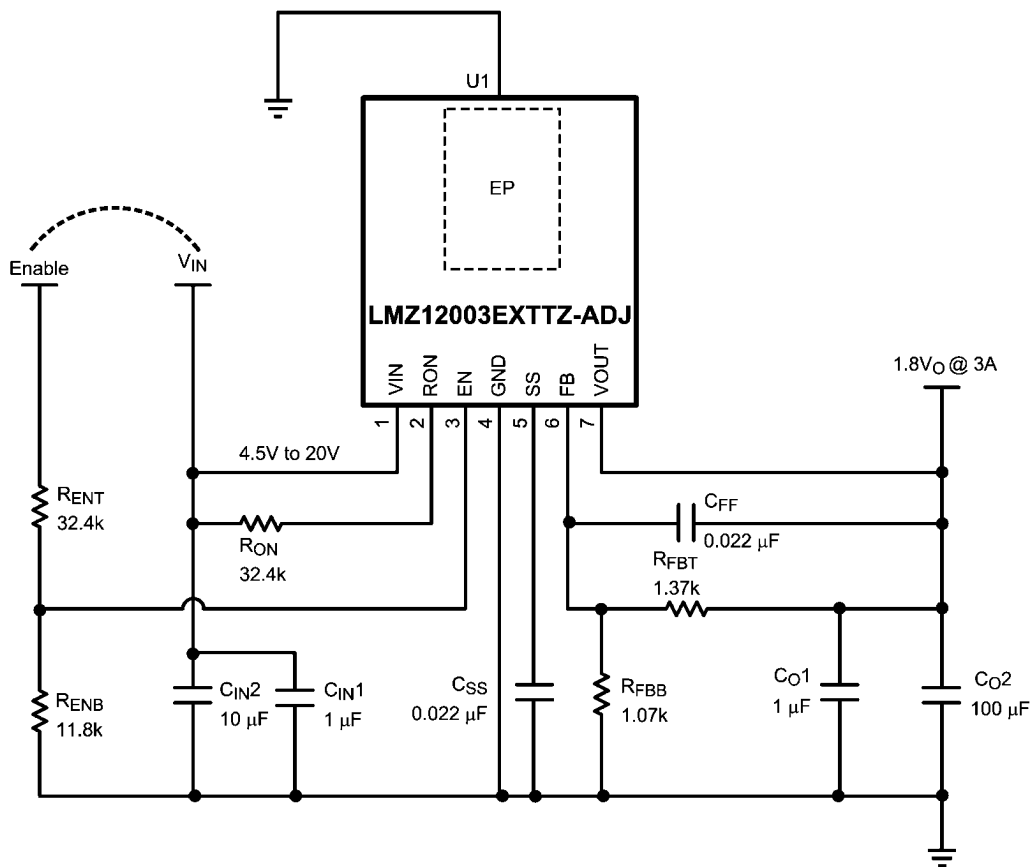 U1
EP
Enable
VIN
LMZ12003EXTTZ-ADJ
VIN
RON
EN
GND
SS
FB
VOUT
1
2
3
4
5
6
7
1.8VO @ 3A
4.5V to 20V
RENT
32.4k
RON
32.4k
CFF
0.022 μF
RFBT
1.37k
RENB
11.8k
CIN2
10 μF
CIN1
1 μF
CSS
0.022 μF
RFBB
1.07k
CO1
1 μF
CO2
100 μF